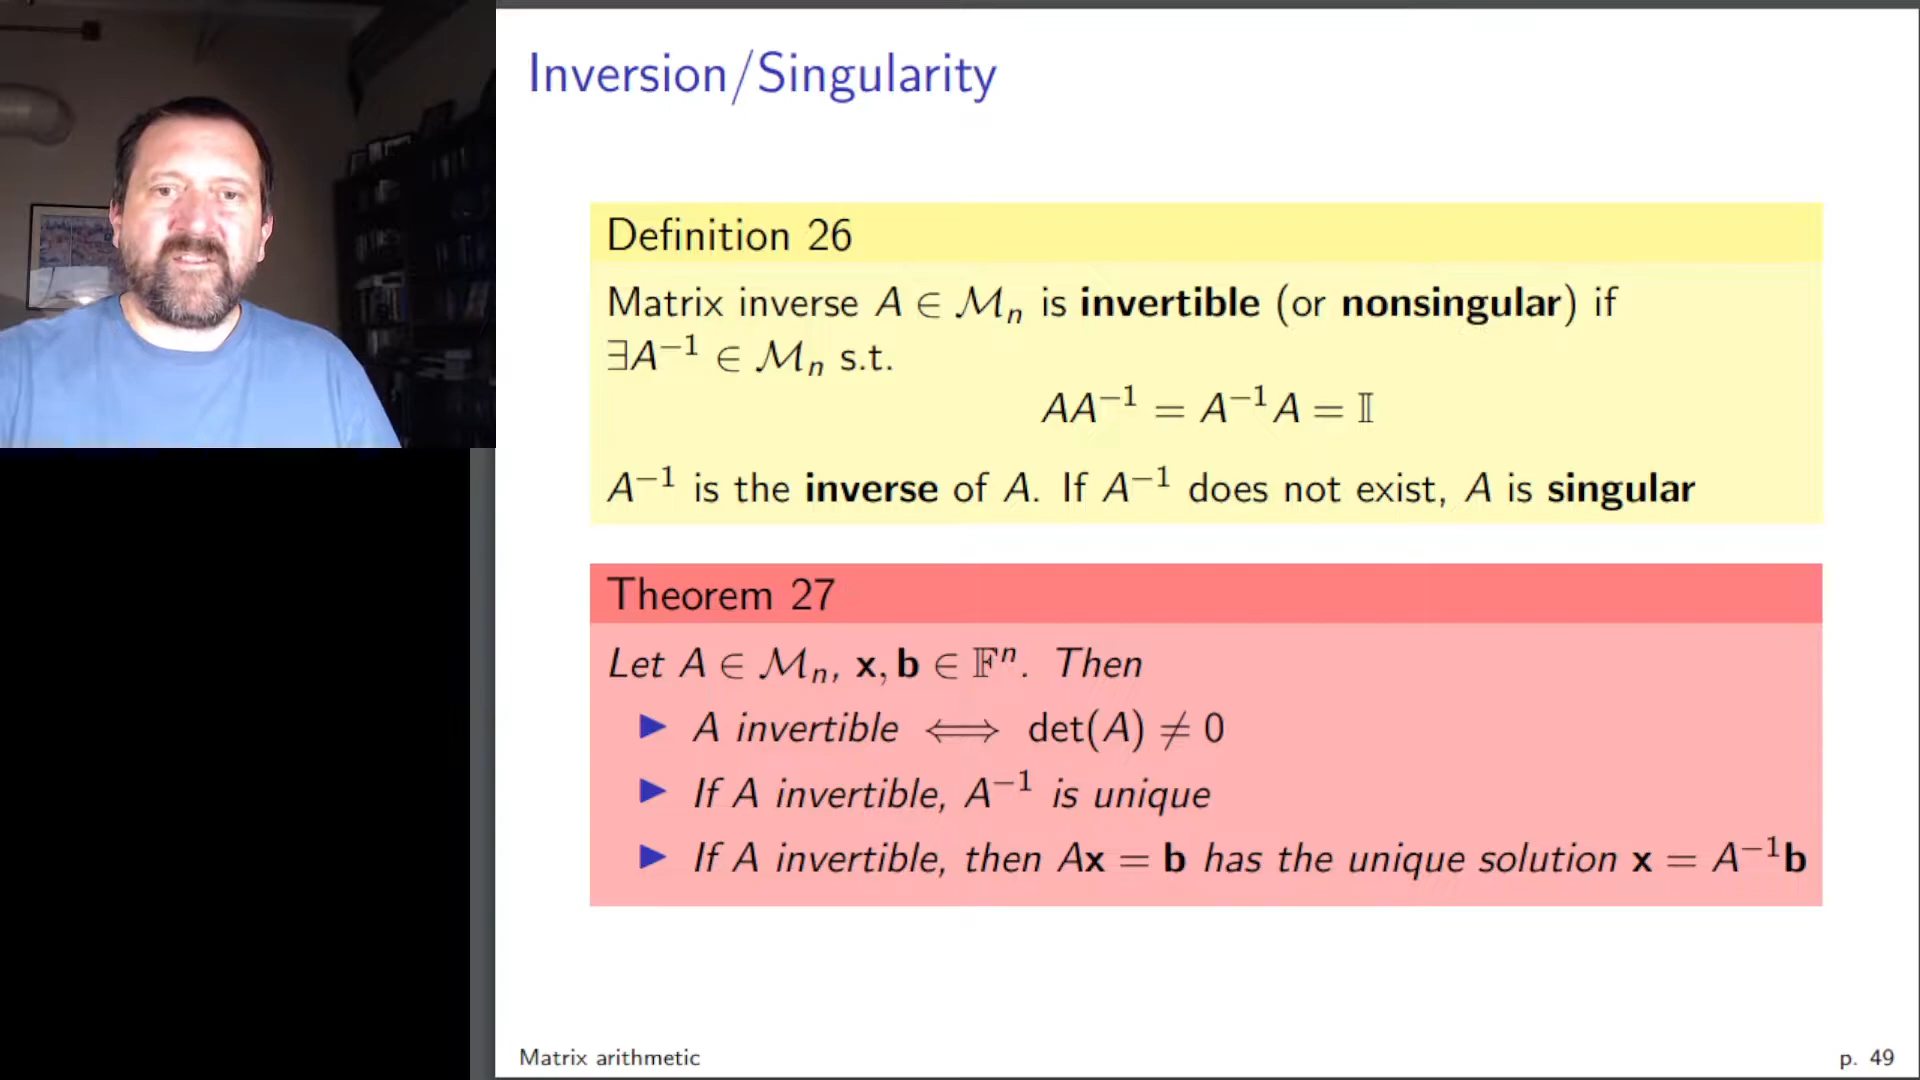 Inversion/Singularity
Definition 26
Matrix inverse A ∈ ℳₙ is invertible (or nonsingular) if
∃A⁻¹ ∈ ℳₙ s.t.
AA⁻¹ = A⁻¹A = 𝕀
A⁻¹ is the inverse of A. If A⁻¹ does not exist, A is singular
Theorem 27
Let A ∈ ℳₙ, x, b ∈ 𝔽ⁿ. Then
▶ A invertible ⟺ det(A) ≠ 0
▶ If A invertible, A⁻¹ is unique
▶ If A invertible, then Ax = b has the unique solution x = A⁻¹b
Matrix arithmetic
p. 49